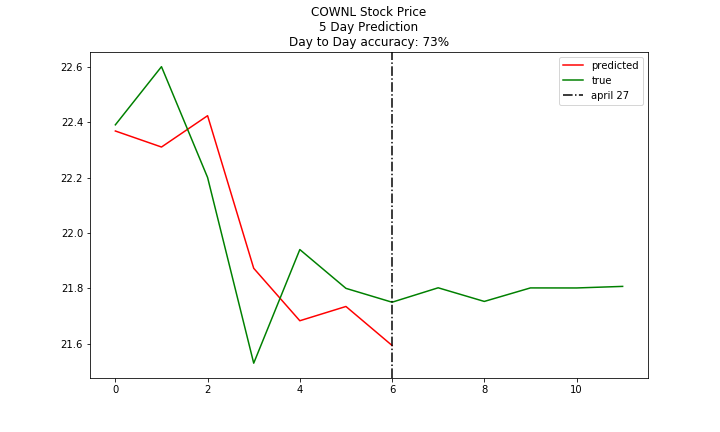 COWNL Stock Price
5 Day Prediction
Day to Day accuracy: 73%
predicted
true
april 27
22.6
22.4
22.2
22.0
21.8
21.6
0 2 4 6 8 10